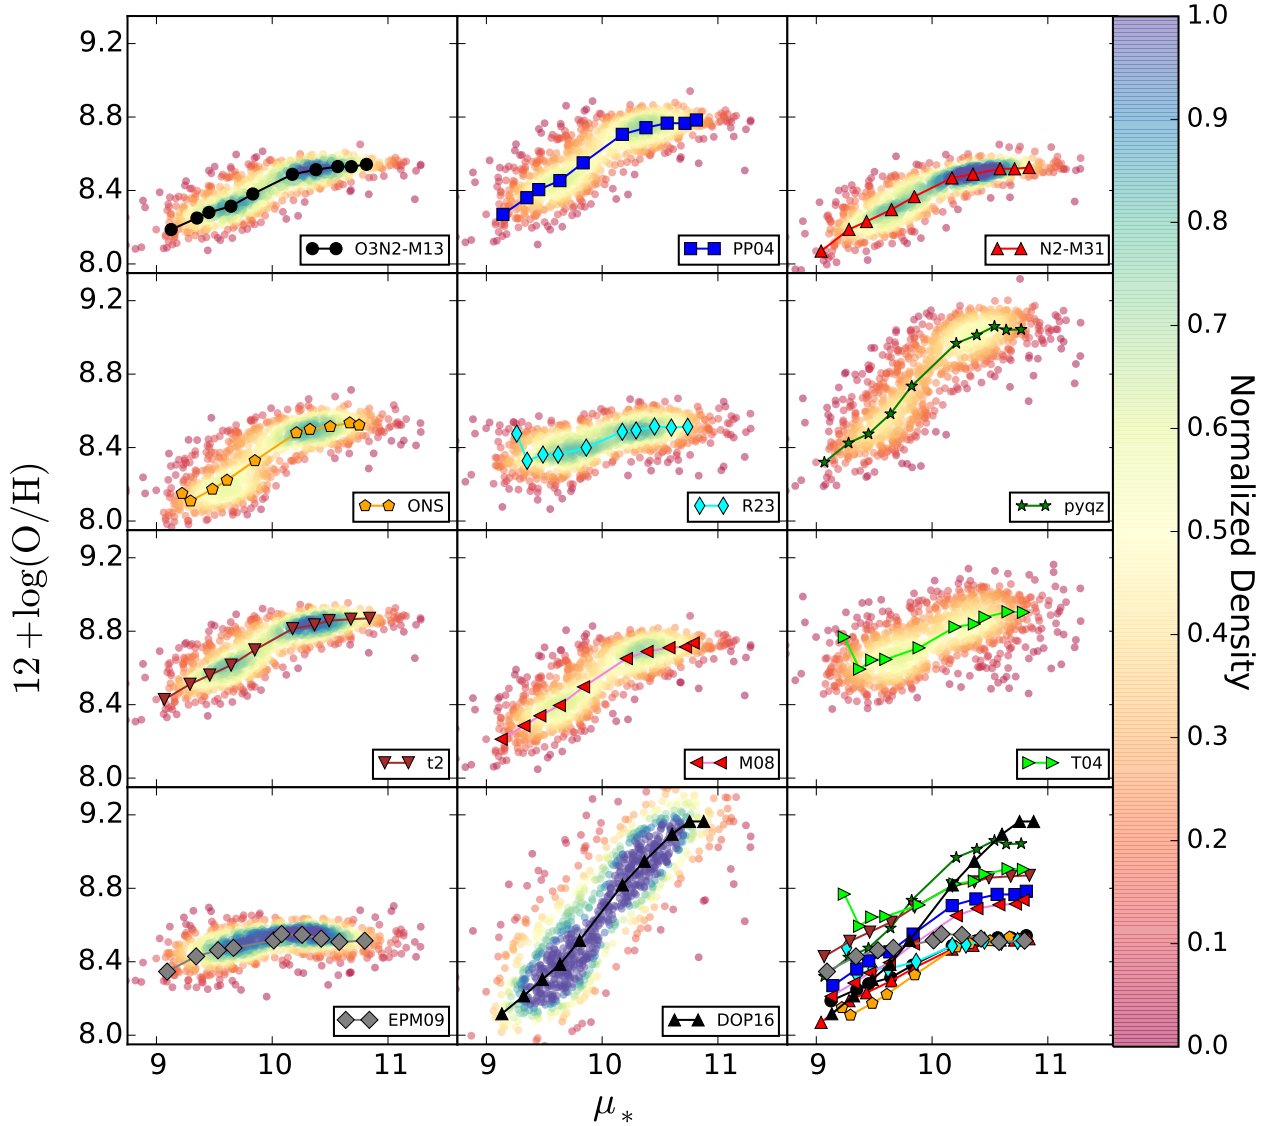 9.2
8.8
8.4
8.0
O3N2-M13
PP04
N2-M31
9.2
8.8
8.4
8.0
ONS
R23
pyqz
9.2
8.8
8.4
8.0
t2
M08
T04
9.2
8.8
8.4
8.0
EPM09
DOP16
9 10 11
9 10 11
9 10 11
μ*
12+log(O/H)
1.0
0.9
0.8
0.7
0.6
0.5
0.4
0.3
0.2
0.1
0.0
Normalized Density